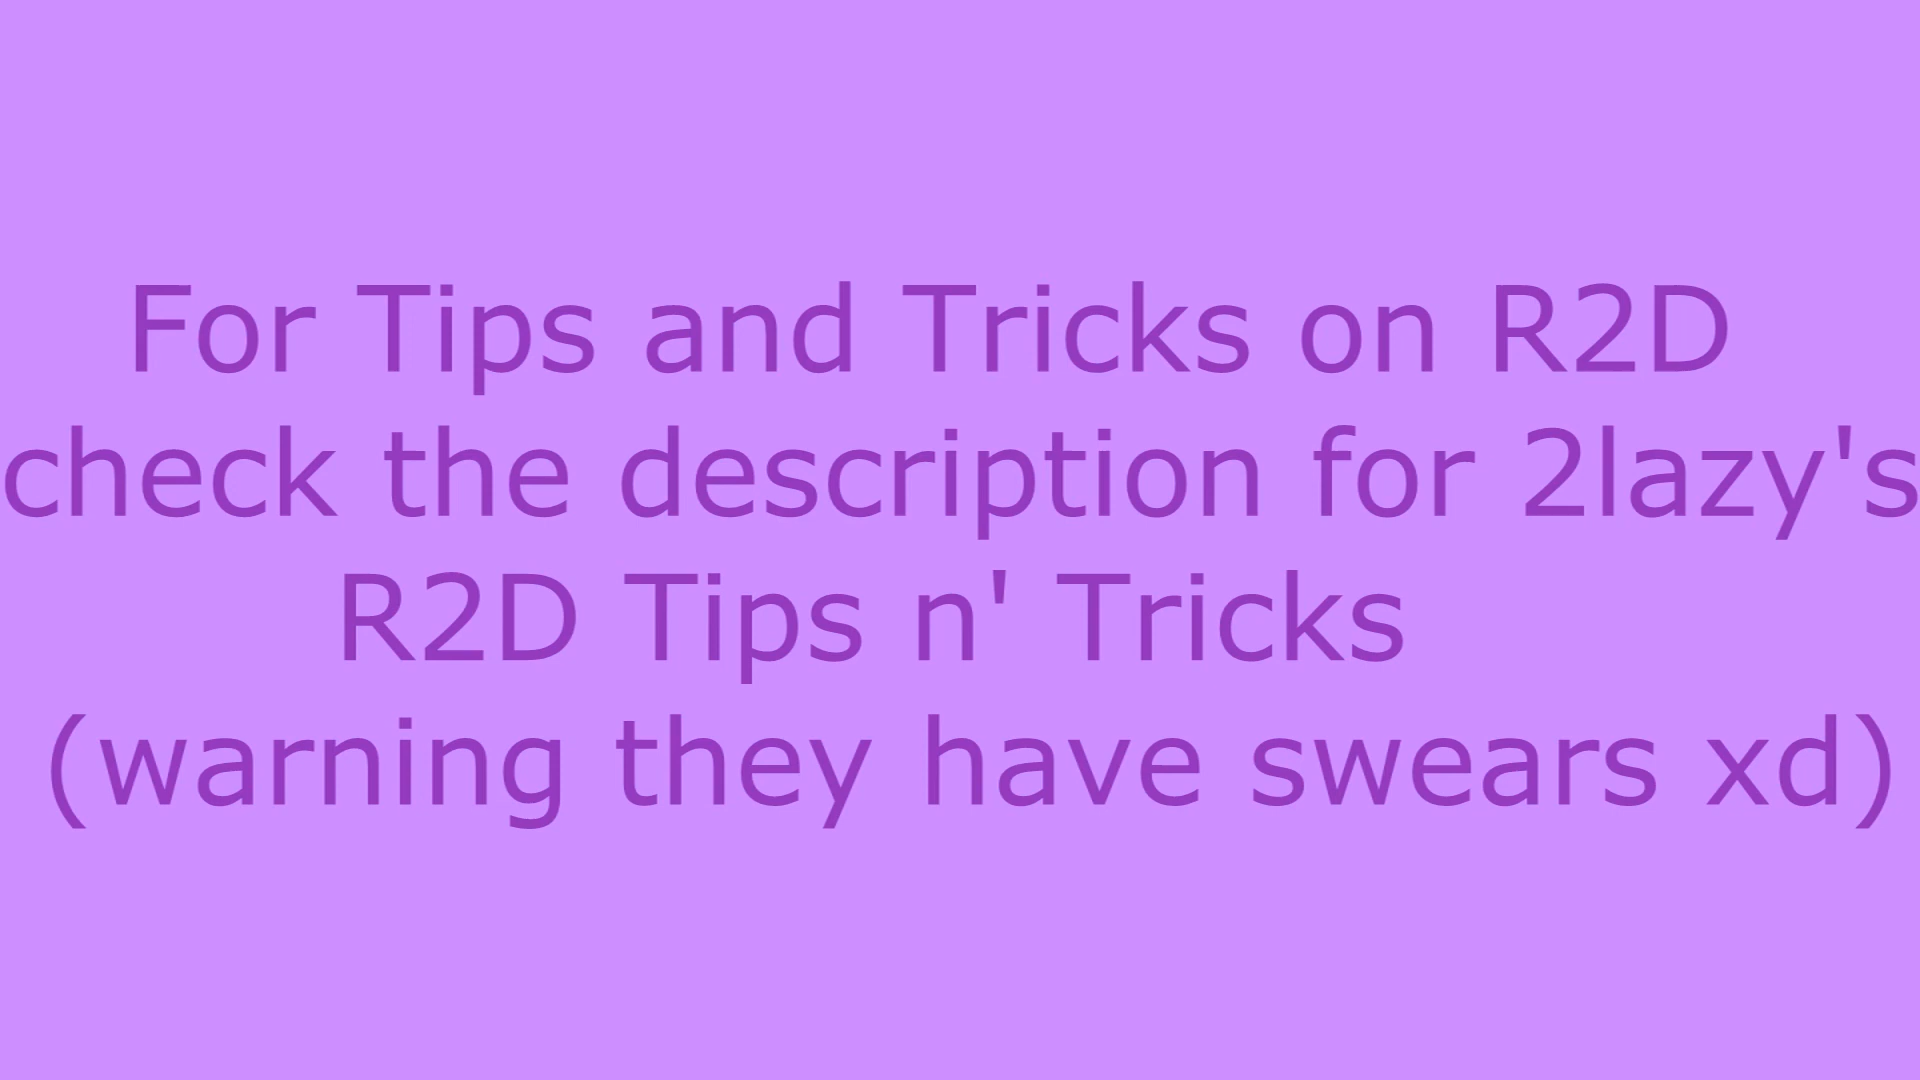 For Tips and Tricks on R2D
check the description for 2lazy's
R2D Tips n' Tricks
(warning they have swears xd)